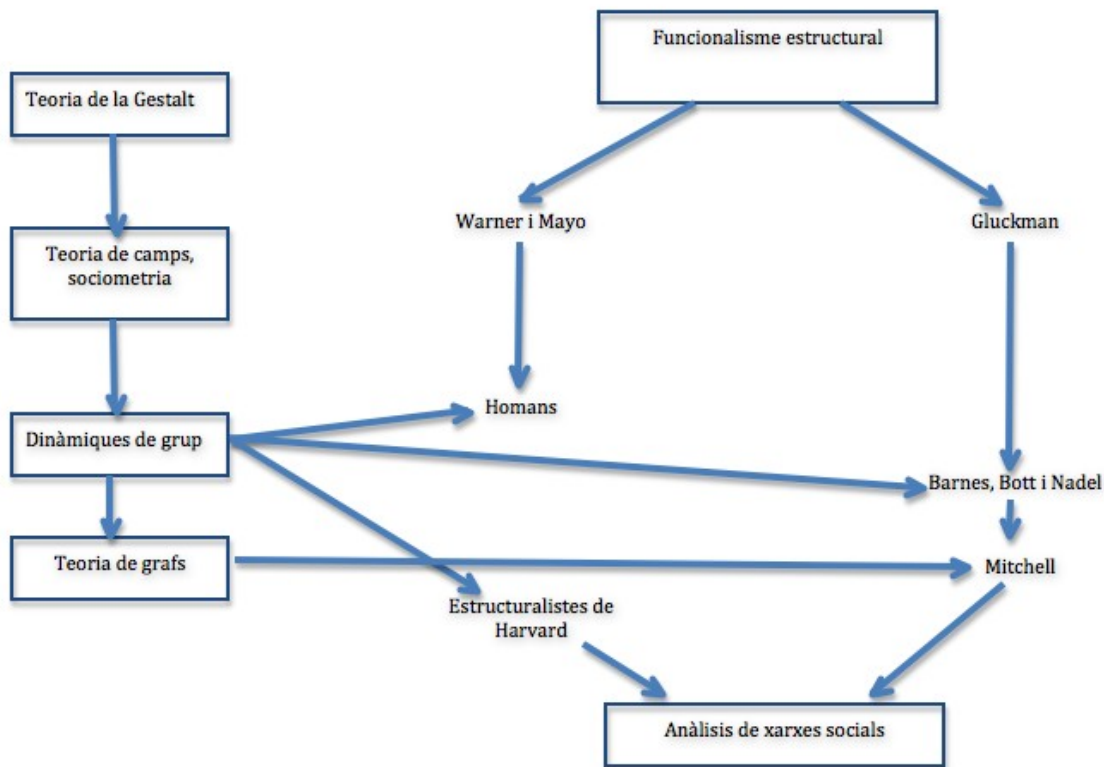 Funcionalisme estructural
Teoria de la Gestalt
Warner i Mayo
Gluckman
Teoria de camps,
sociometria
Homans
Dinàmiques de grup
Barnes, Bott i Nadel
Teoria de grafs
Mitchell
Estructuralistes de
Harvard
Anàlisis de xarxes socials